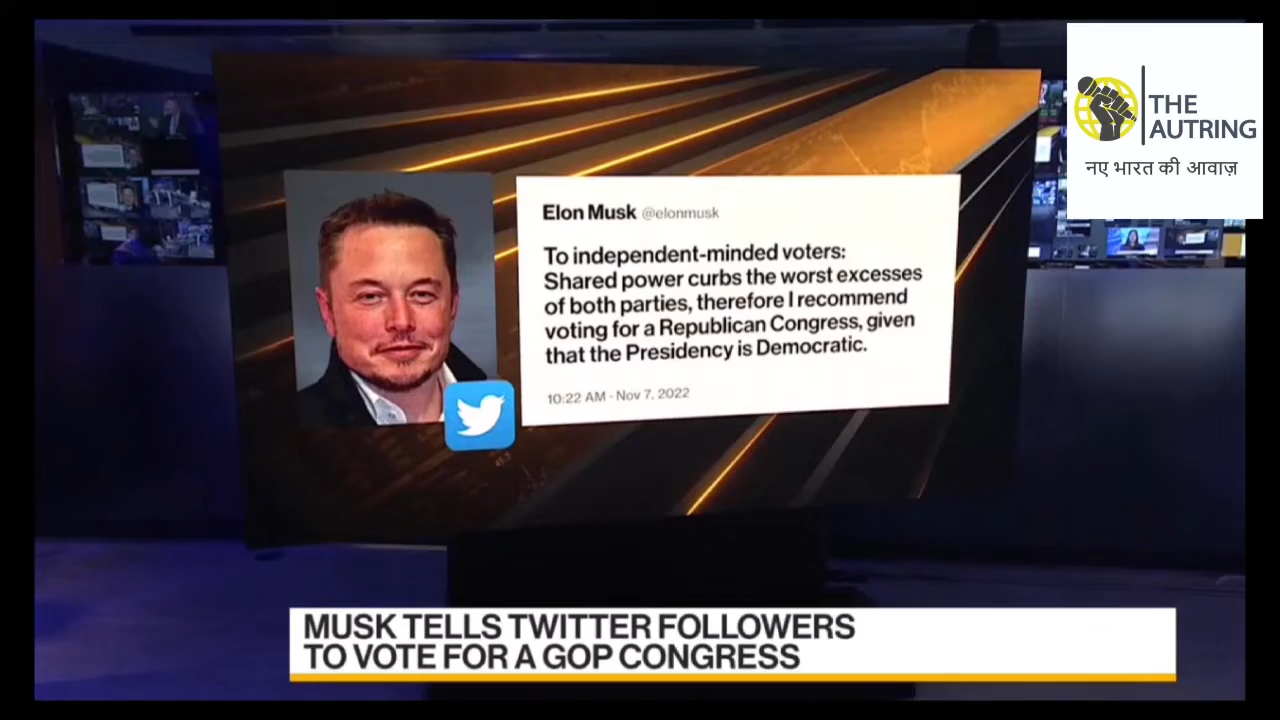 THE
AUTRING
नए भारत की आवाज़
Elon Musk @elonmusk
To independent-minded voters:
Shared power curbs the worst excesses
of both parties, therefore I recommend
voting for a Republican Congress, given
that the Presidency is Democratic.
10:22 AM - Nov 7, 2022
MUSK TELLS TWITTER FOLLOWERS
TO VOTE FOR A GOP CONGRESS